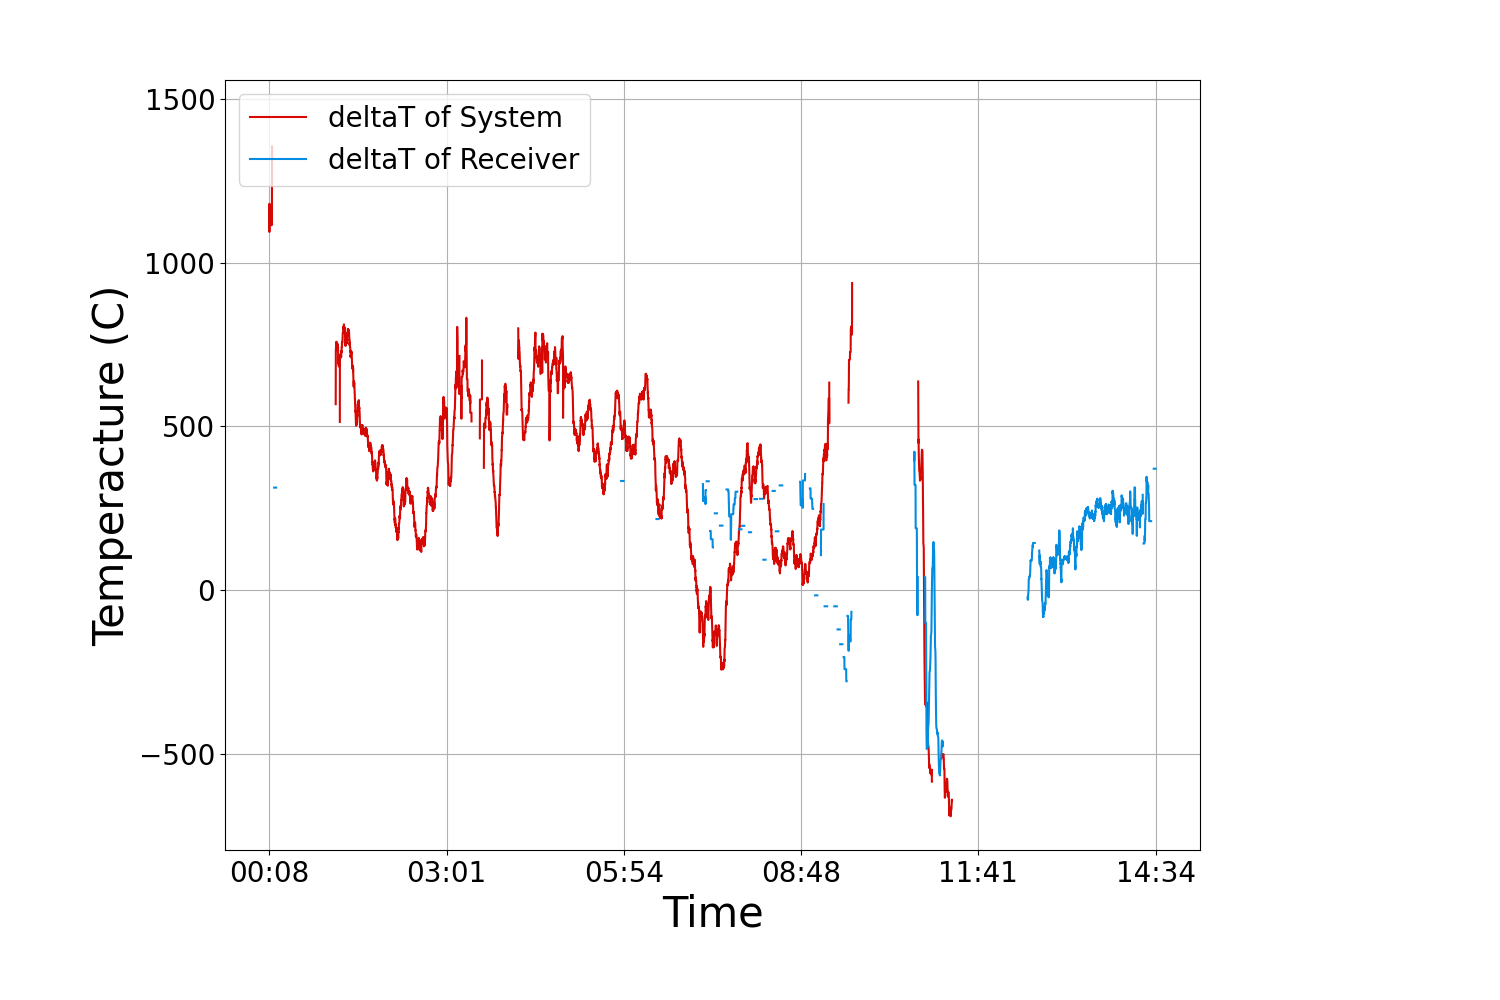 1500
1000
500
0
−500
deltaT of System
deltaT of Receiver
Temperacture (C)
00:08 03:01 05:54 08:48 11:41 14:34
Time